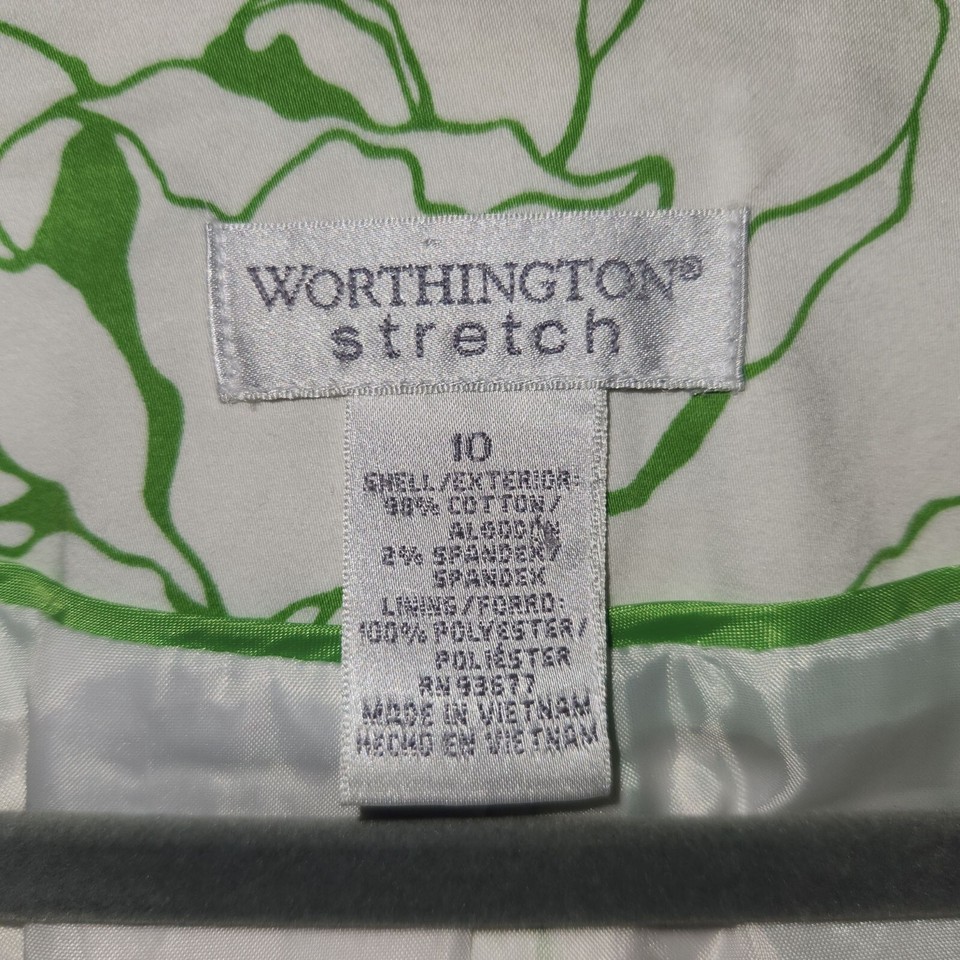 WORTHINGTON®
stretch
10
SHELL/EXTERIOR:
98% COTTON/
ALGODÓN
2% SPANDEX/
SPANDEX
LINING/FORRO:
100% POLYESTER/
POLIÉSTER
RN 93677
MADE IN VIETNAM
HECHO EN VIETNAM